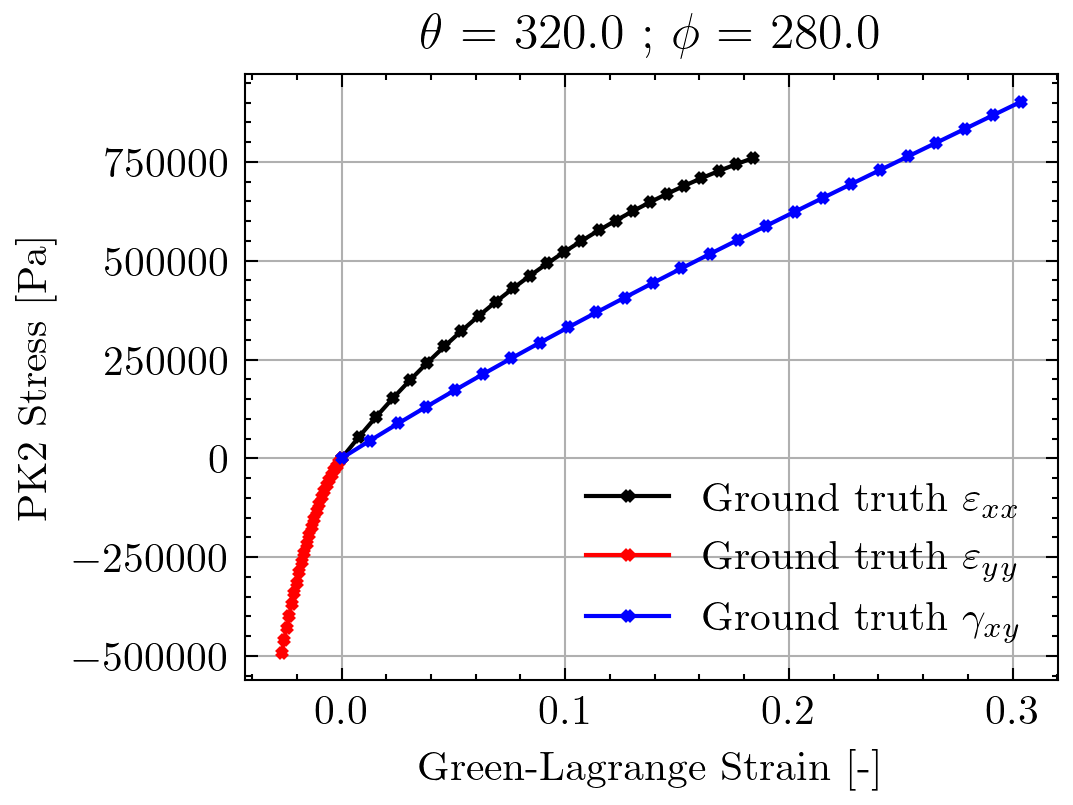 θ = 320.0 ; ϕ = 280.0
PK2 Stress [Pa]
750000
500000
250000
0
−250000
−500000
Ground truth εxx
Ground truth εyy
Ground truth γxy
0.0 0.1 0.2 0.3
Green-Lagrange Strain [-]